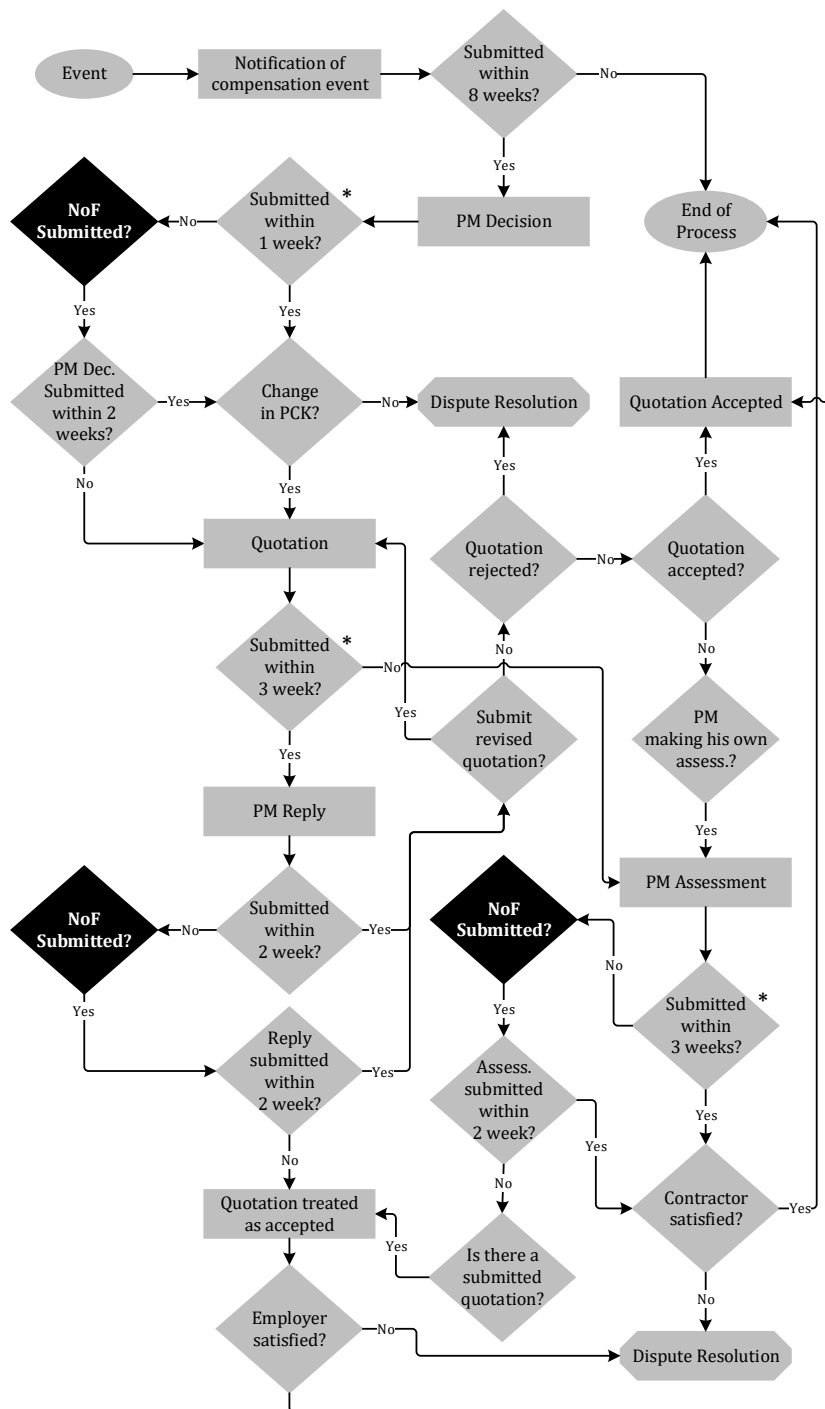 Event
Notification of
compensation event
Submitted
within
8 weeks?
No
Yes
NoF
Submitted?
No
Submitted
within
1 week?
*
PM Decision
End of
Process
Yes
Yes
PM Dec.
Submitted
within 2
weeks?
Yes
Change
in PCK?
No
Dispute Resolution
Quotation Accepted
No
Yes
Yes
Yes
Quotation
Quotation
rejected?
No
Quotation
accepted?
Submitted
within
3 week?
*
No
No
No
Yes
Submit
revised
quotation?
PM
making his own
assess.?
Yes
PM Reply
Yes
PM Assessment
NoF
Submitted?
No
Submitted
within
2 week?
Yes
NoF
Submitted?
No
Yes
Yes
Submitted
within
3 weeks?
*
Reply
submitted
within
2 week?
Yes
Assess.
submitted
within
2 week?
Yes
Yes
No
No
Quotation treated
as accepted
Yes
Is there a
submitted
quotation?
Contractor
satisfied?
Yes
No
Employer
satisfied?
No
Dispute Resolution